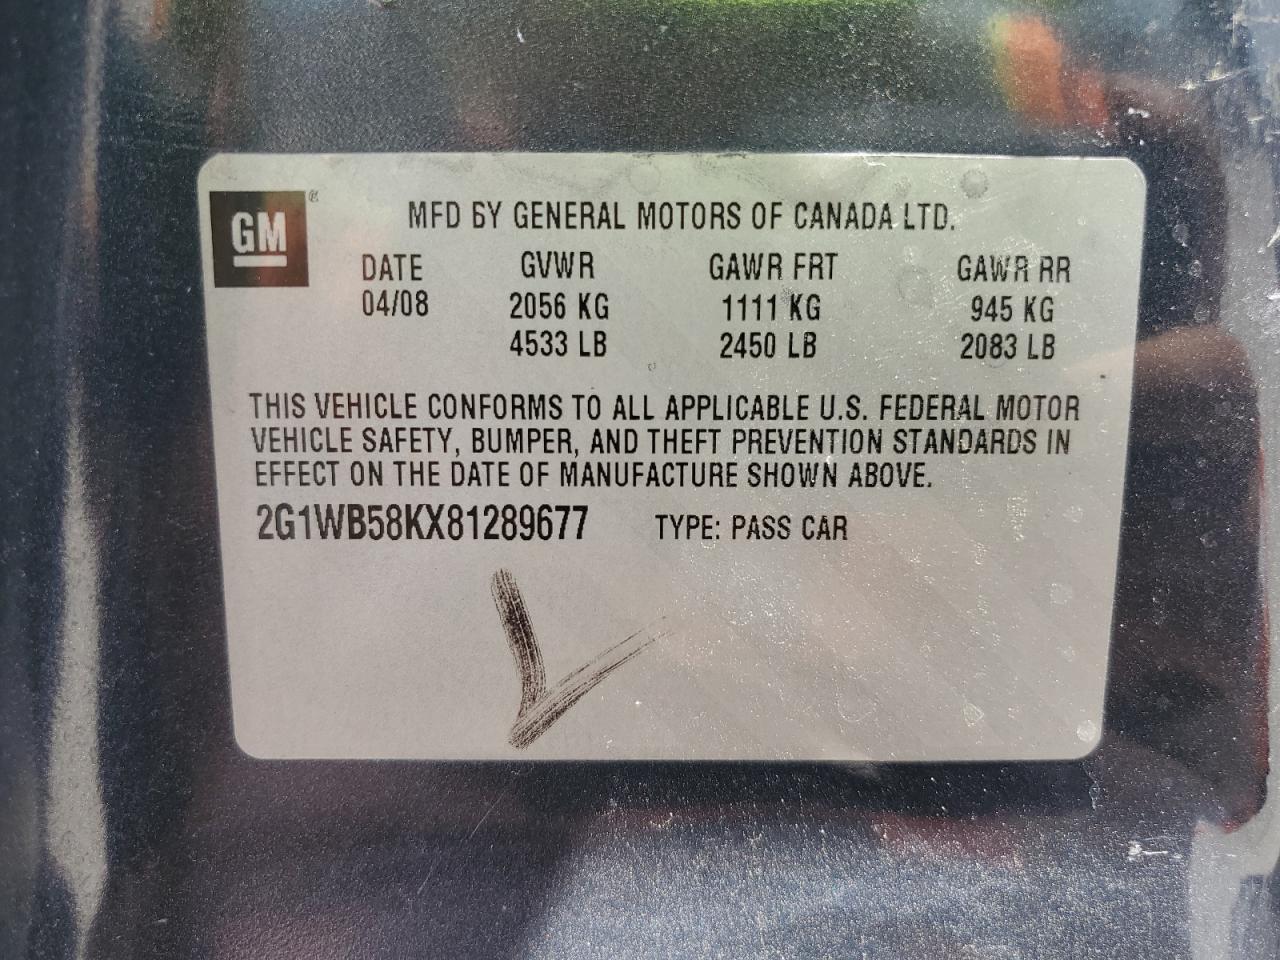 GM ®
MFD BY GENERAL MOTORS OF CANADA LTD.
DATE GVWR GAWR FRT GAWR RR
04/08 2056 KG 1111 KG 945 KG
4533 LB 2450 LB 2083 LB
THIS VEHICLE CONFORMS TO ALL APPLICABLE U.S. FEDERAL MOTOR
VEHICLE SAFETY, BUMPER, AND THEFT PREVENTION STANDARDS IN
EFFECT ON THE DATE OF MANUFACTURE SHOWN ABOVE.
2G1WB58KX81289677 TYPE: PASS CAR